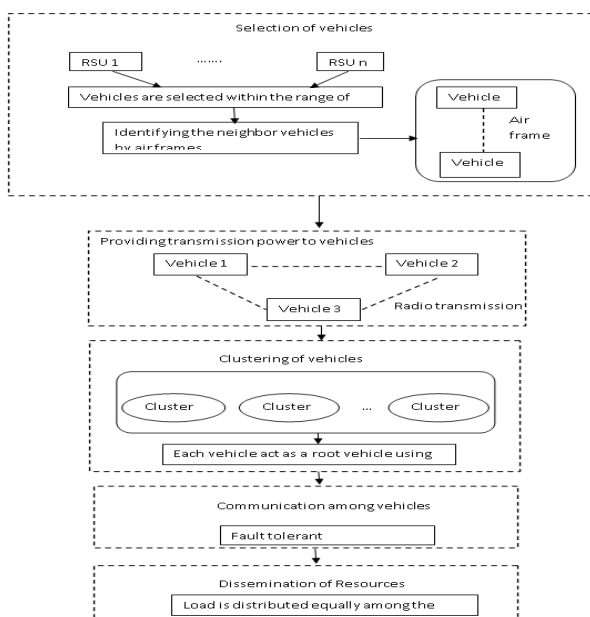 Selection of vehicles
RSU 1 ....... RSU n
Vehicles are selected within the range of
Identifying the neighbor vehicles
by air frames
Vehicle
Air
frame
Vehicle
Providing transmission power to vehicles
Vehicle 1
Vehicle 2
Vehicle 3
Radio transmission
Clustering of vehicles
Cluster Cluster ... Cluster
Each vehicle act as a root vehicle using
Communication among vehicles
Fault tolerant
Dissemination of Resources
Load is distributed equally among the